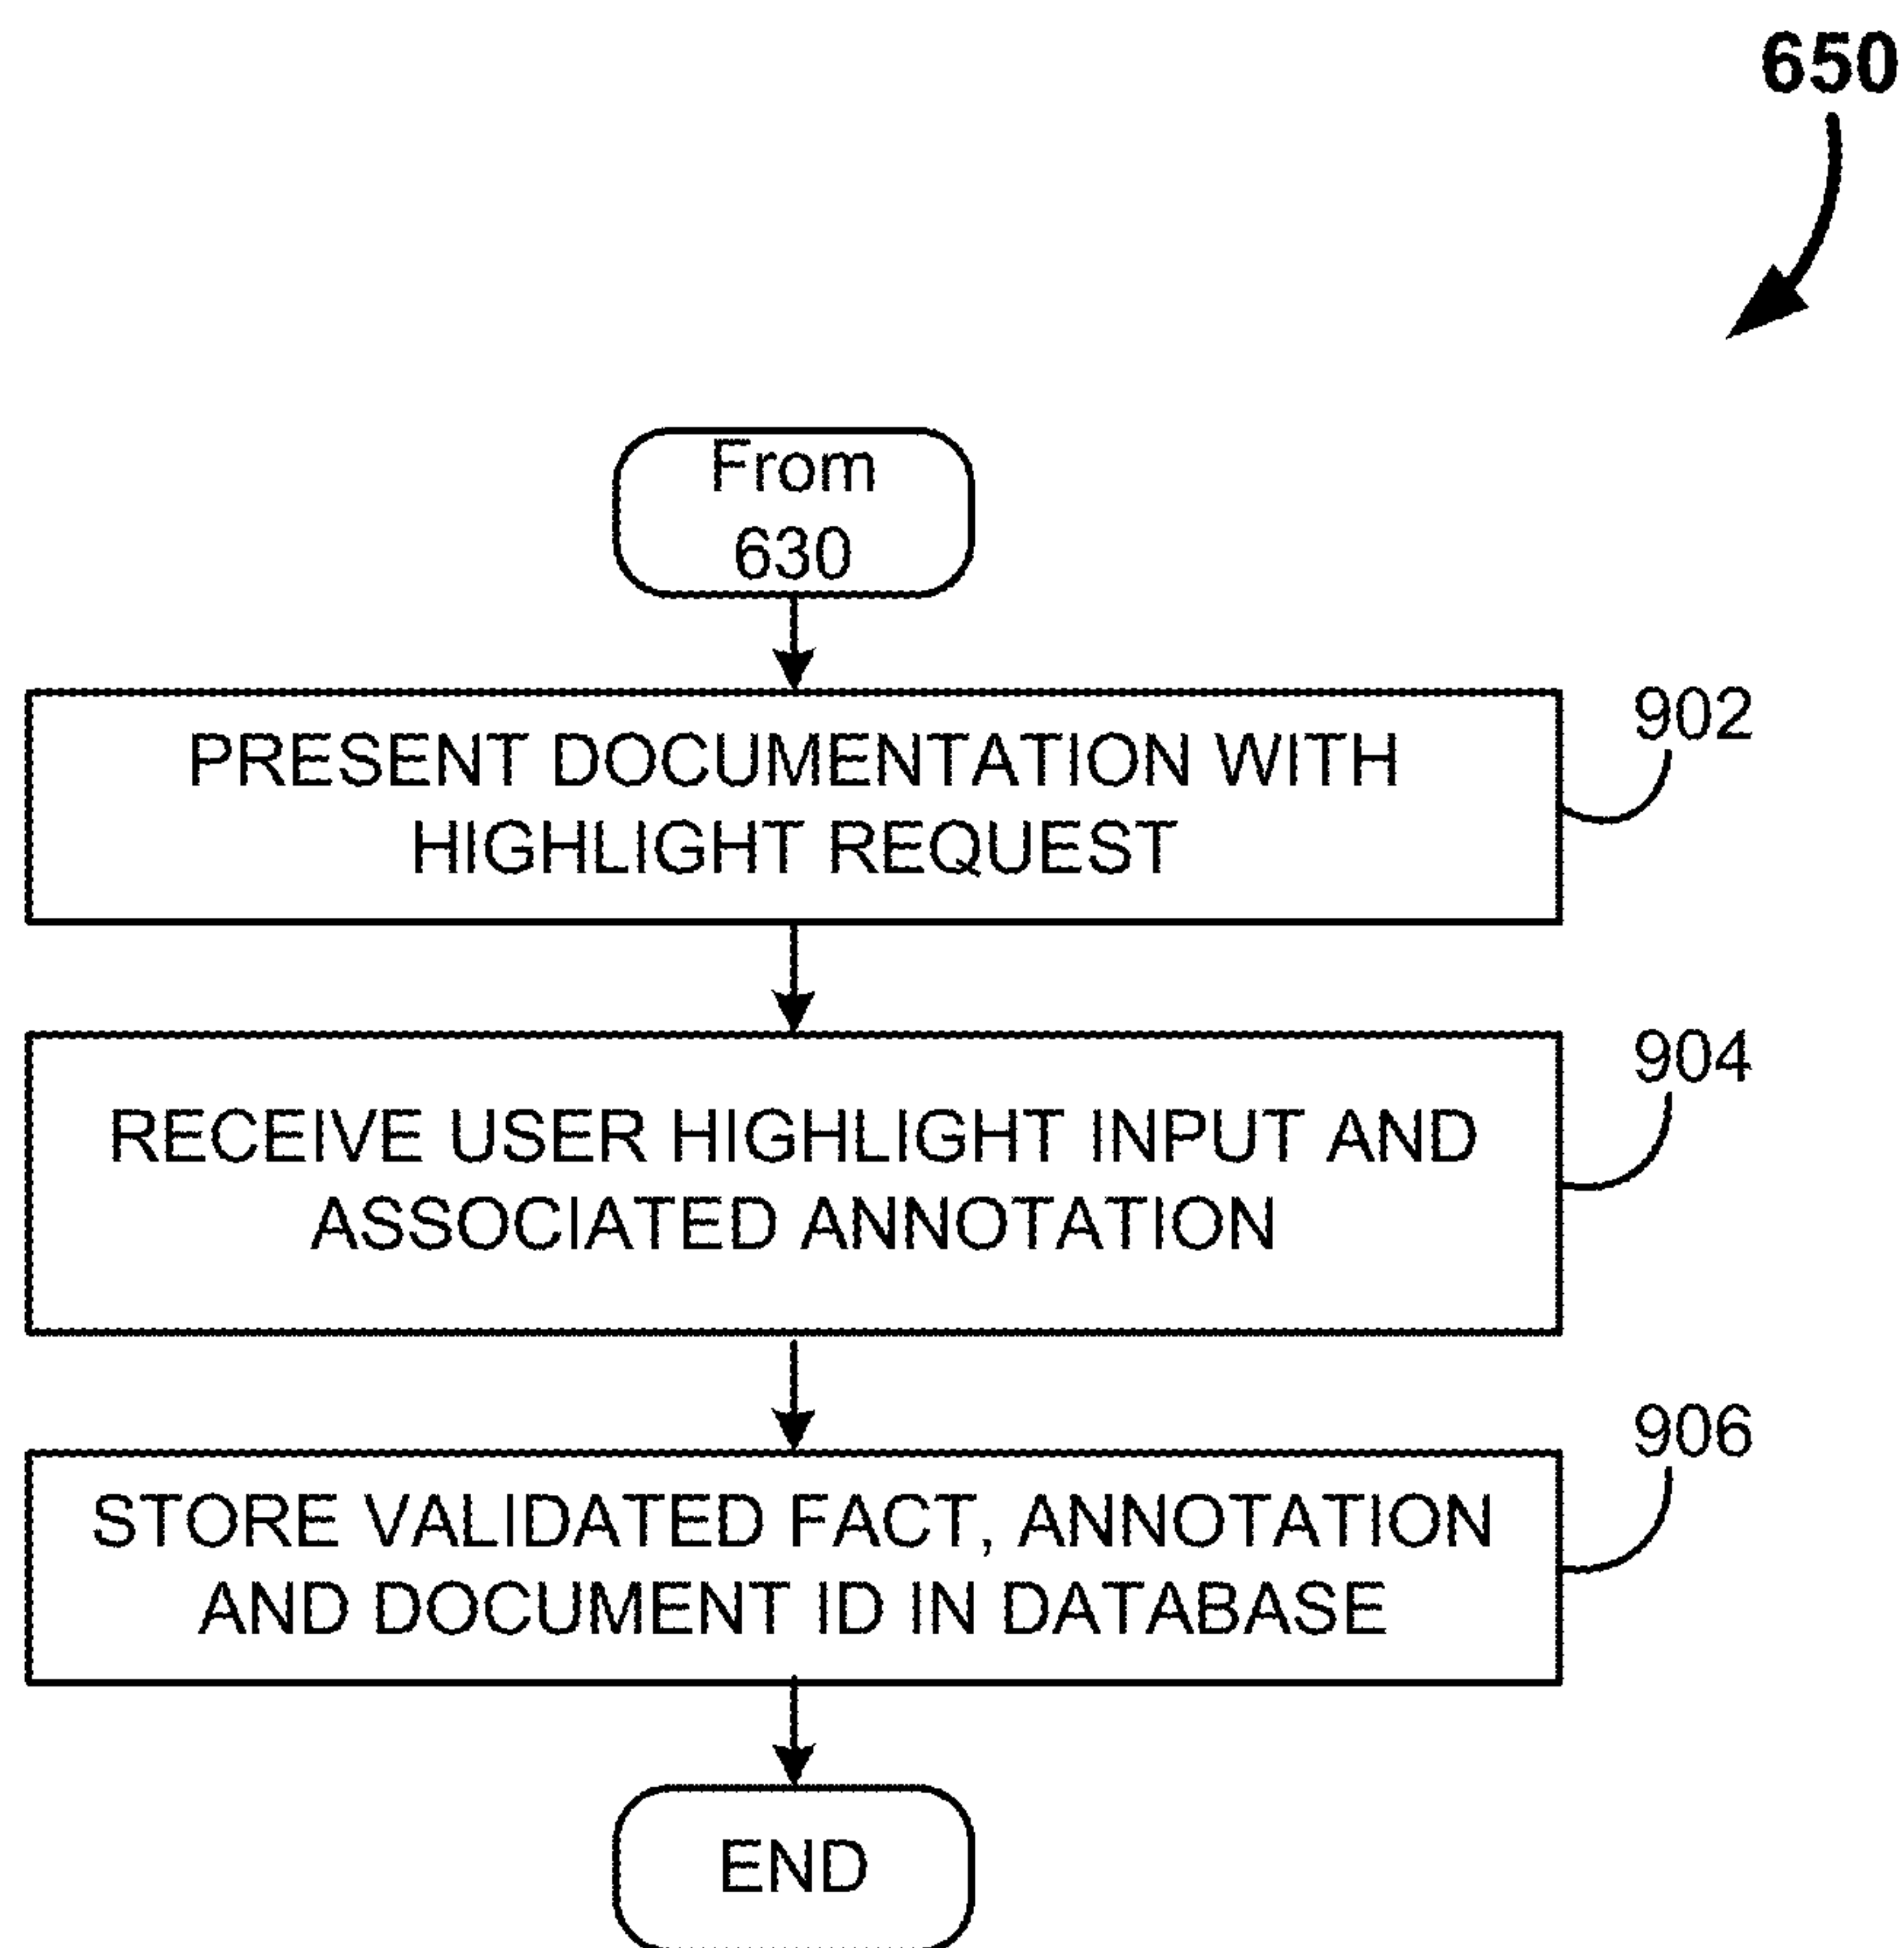 650
From
630
PRESENT DOCUMENTATION WITH
HIGHLIGHT REQUEST
902
RECEIVE USER HIGHLIGHT INPUT AND
ASSOCIATED ANNOTATION
904
STORE VALIDATED FACT, ANNOTATION
AND DOCUMENT ID IN DATABASE
906
END